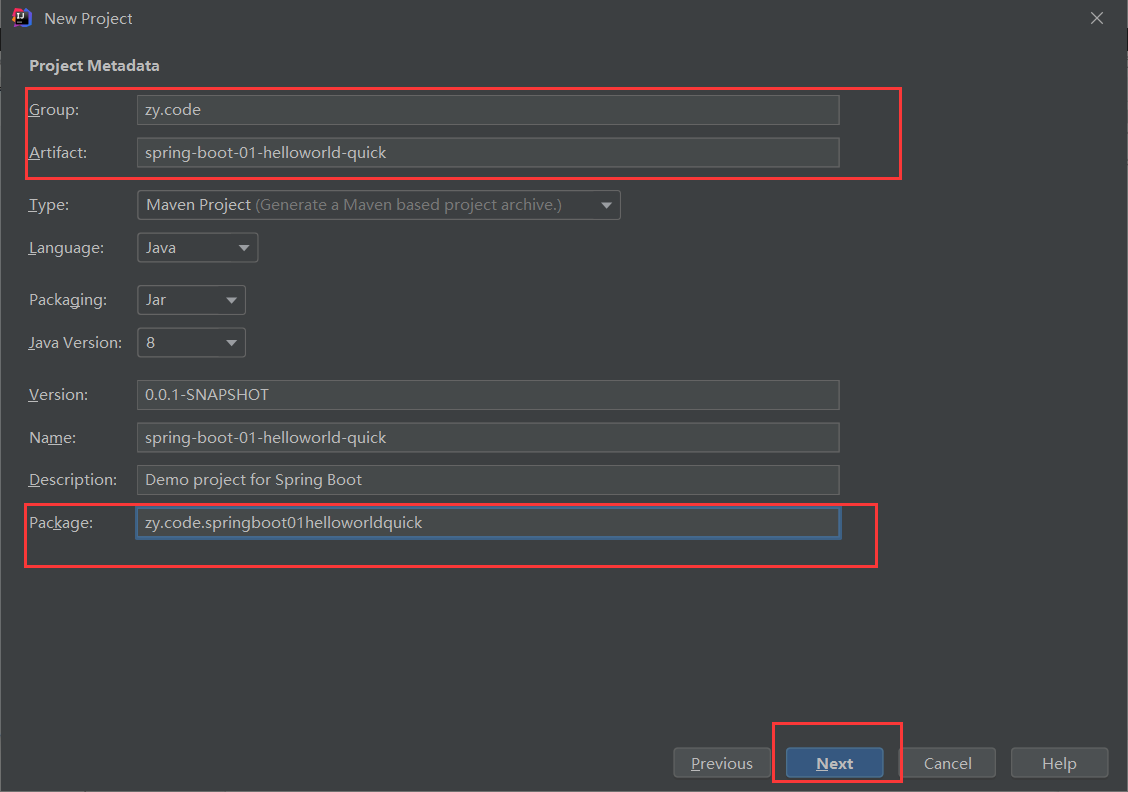 New Project
Project Metadata
Group: zy.code
Artifact: spring-boot-01-helloworld-quick
Type: Maven Project (Generate a Maven based project archive.)
Language: Java
Packaging: Jar
Java Version: 8
Version: 0.0.1-SNAPSHOT
Name: spring-boot-01-helloworld-quick
Description: Demo project for Spring Boot
Package: zy.code.springboot01helloworldquick
Previous Next Cancel Help